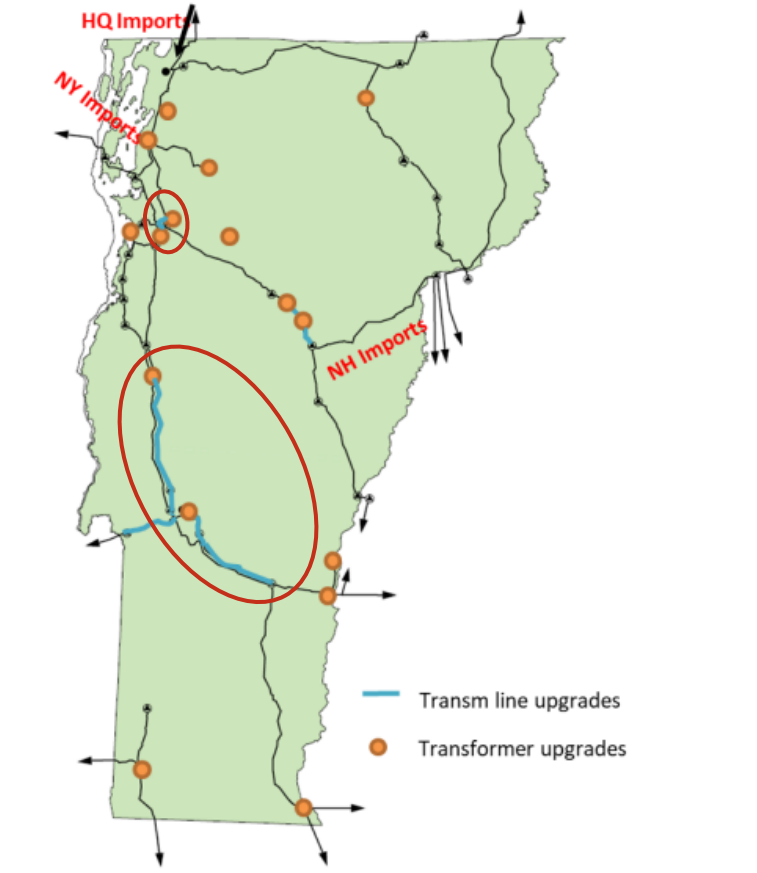 HQ Imports
NY Imports
NH Imports
Transm line upgrades
Transformer upgrades